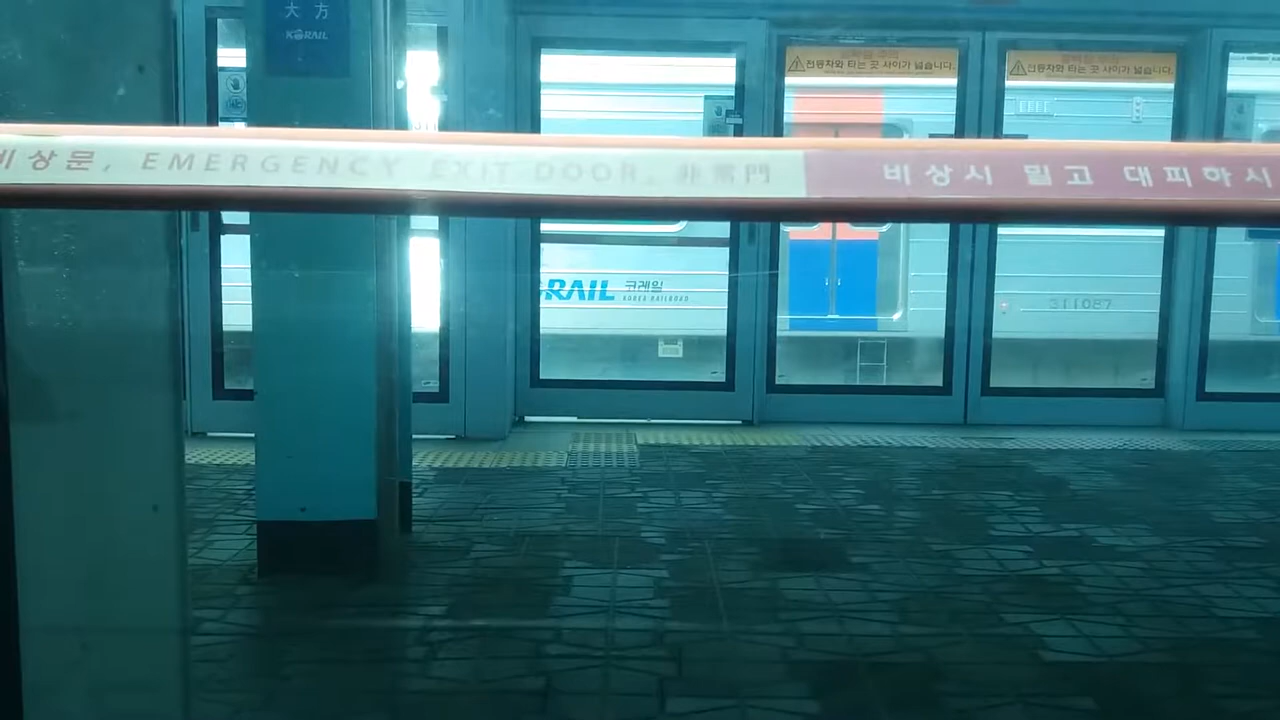 大方
KORAIL
전동차와 타는 곳 사이가 넓습니다.
전동차와 타는 곳 사이가 넓습니다.
비상문, EMERGENCY EXIT DOOR, 非常門
비상시 밀고 대피하시
RAIL 코레일
KOREA RAILROAD
311087